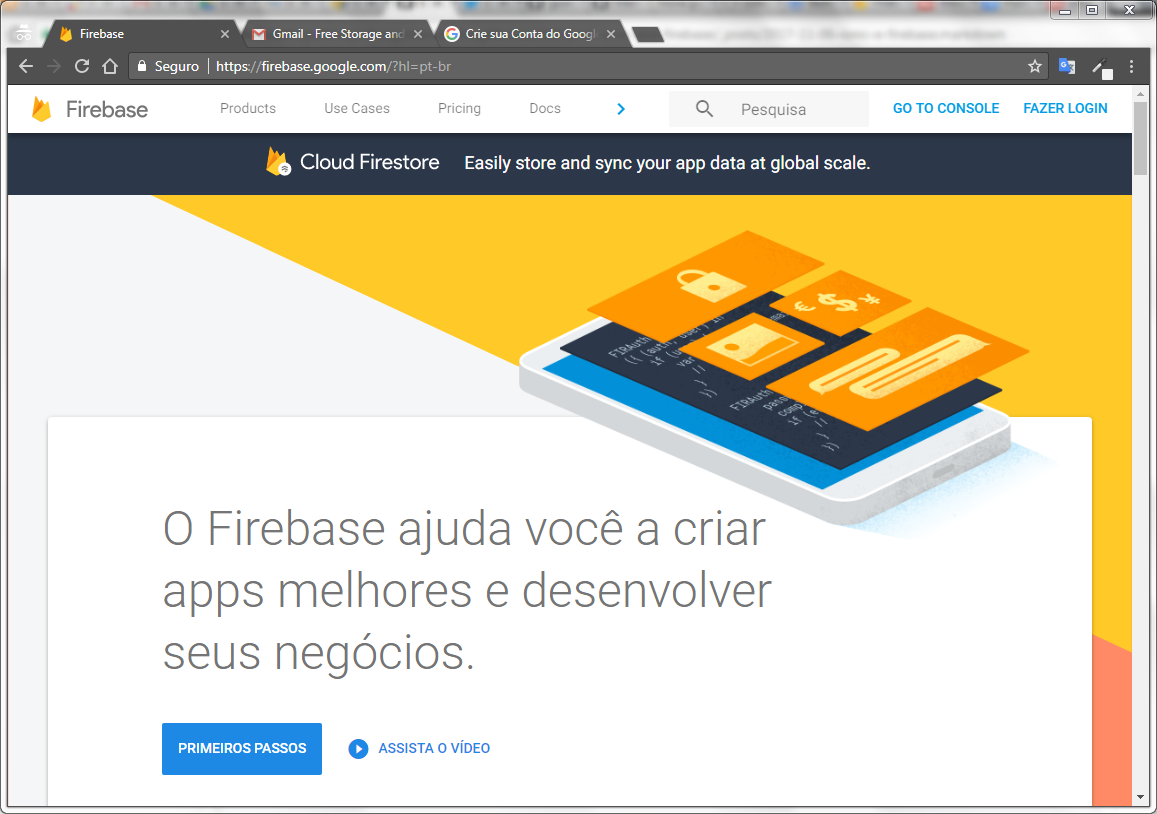 Firebase
Gmail - Free Storage and
Crie sua Conta do Googl
Seguro
https://firebase.google.com/?hl=pt-br
Firebase
Products
Use Cases
Pricing
Docs
Pesquisa
GO TO CONSOLE
FAZER LOGIN
Cloud Firestore
Easily store and sync your app data at global scale.
O Firebase ajuda você a criar
apps melhores e desenvolver
seus negócios.
PRIMEIROS PASSOS
ASSISTA O VÍDEO